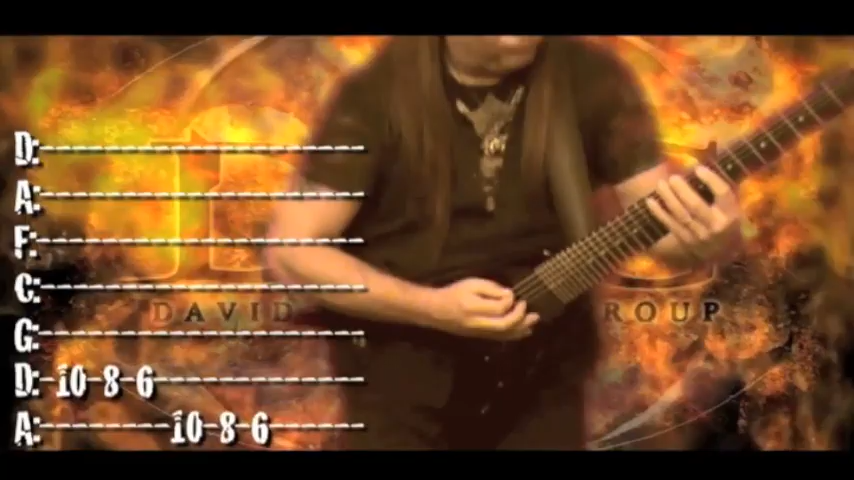 D:-----------------------
A:-----------------------
F:-----------------------
C:-----------------------
G:-----------------------
D:-10-8-6----------------
A:---------10-8-6--------
DAVID
ROUP